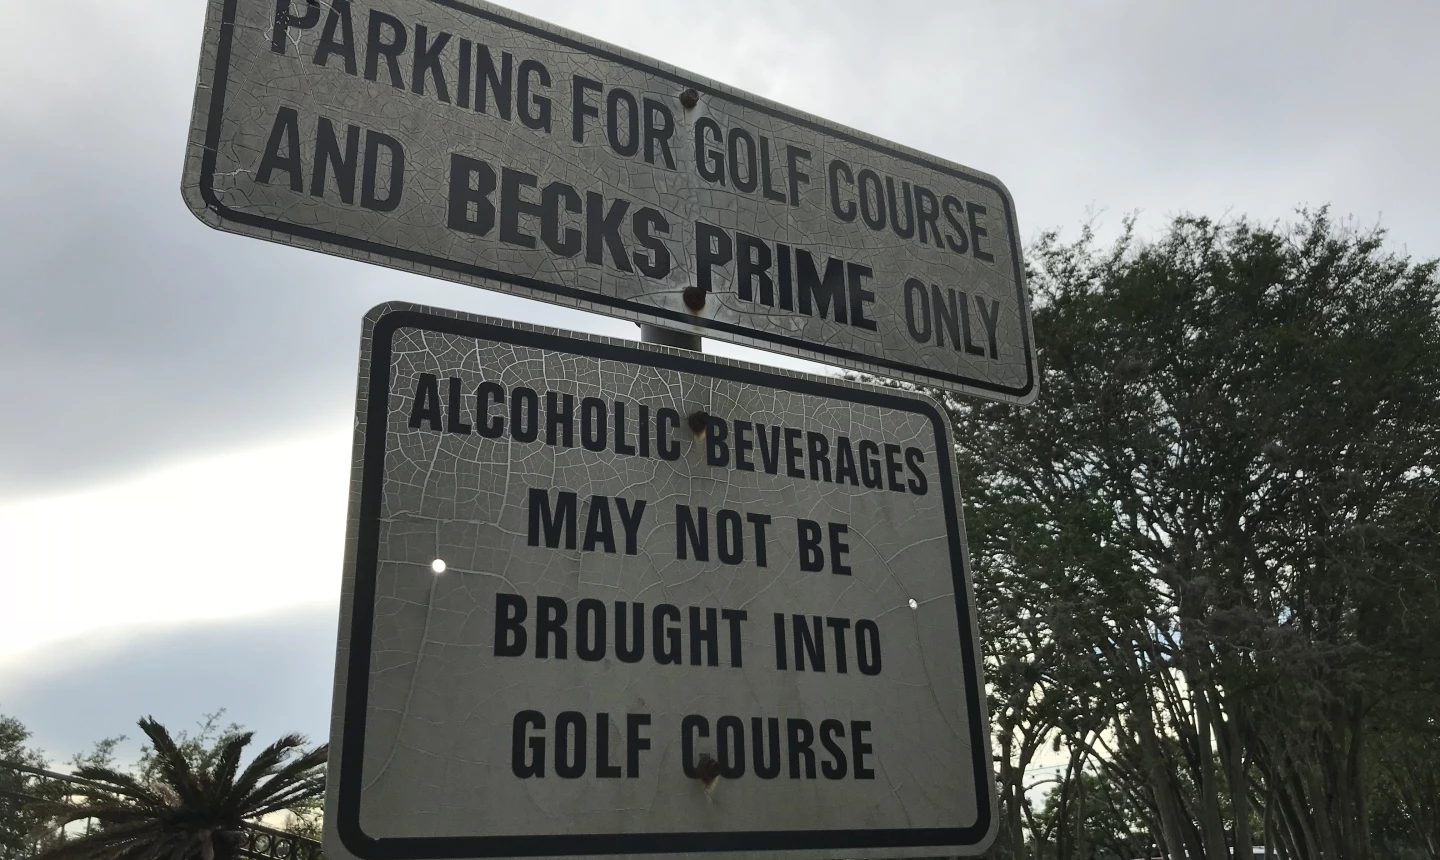 PARKING FOR GOLF COURSE
AND BECKS PRIME ONLY
ALCOHOLIC BEVERAGES
MAY NOT BE
BROUGHT INTO
GOLF COURSE